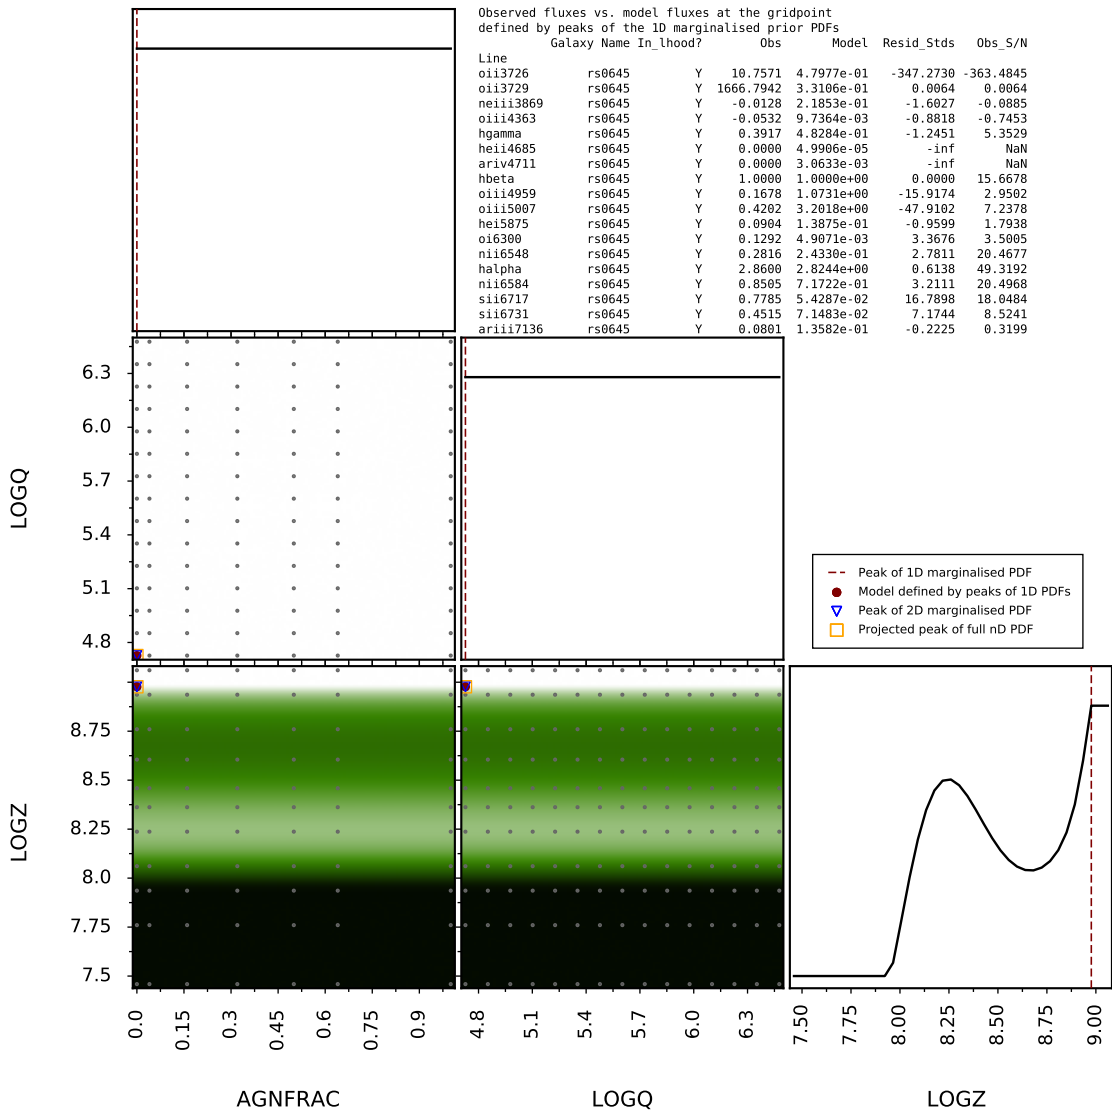 Observed fluxes vs. model fluxes at the gridpoint
defined by peaks of the 1D marginalised prior PDFs
Galaxy Name In_lhood? Obs Model Resid_Stds Obs_S/N
Line
oii3726 rs0645 Y 10.7571 4.7977e-01 -347.2730 -363.4845
oii3729 rs0645 Y 1666.7942 3.3106e-01 0.0064 0.0064
neiii3869 rs0645 Y -0.0128 2.1853e-01 -1.6027 -0.0885
oiii4363 rs0645 Y -0.0532 9.7364e-03 -0.8818 -0.7453
hgamma rs0645 Y 0.3917 4.8284e-01 -1.2451 5.3529
heii4685 rs0645 Y 0.0000 4.9906e-05 -inf NaN
ariv4711 rs0645 Y 0.0000 3.0633e-03 -inf NaN
hbeta rs0645 Y 1.0000 1.0000e+00 0.0000 15.6678
oiii4959 rs0645 Y 0.1678 1.0731e+00 -15.9174 2.9502
oiii5007 rs0645 Y 0.4202 3.2018e+00 -47.9102 7.2378
hei5875 rs0645 Y 0.0904 1.3875e-01 -0.9599 1.7938
oi6300 rs0645 Y 0.1292 4.9071e-03 3.3676 3.5005
nii6548 rs0645 Y 0.2816 2.4330e-01 2.7811 20.4677
halpha rs0645 Y 2.8600 2.8244e+00 0.6138 49.3192
nii6584 rs0645 Y 0.8505 7.1722e-01 3.2111 20.4968
sii6717 rs0645 Y 0.7785 5.4287e-02 16.7898 18.0484
sii6731 rs0645 Y 0.4515 7.1483e-02 7.1744 8.5241
ariii7136 rs0645 Y 0.0801 1.3582e-01 -0.2225 0.3199
LOGQ
6.3
6.0
5.7
5.4
5.1
4.8
Peak of 1D marginalised PDF
Model defined by peaks of 1D PDFs
Peak of 2D marginalised PDF
Projected peak of full nD PDF
LOGZ
8.75
8.5
8.25
8.0
7.75
7.5
0.0 0.15 0.3 0.45 0.6 0.75 0.9
4.8 5.1 5.4 5.7 6.0 6.3
7.50 7.75 8.00 8.25 8.50 8.75 9.00
AGNFRAC LOGQ LOGZ